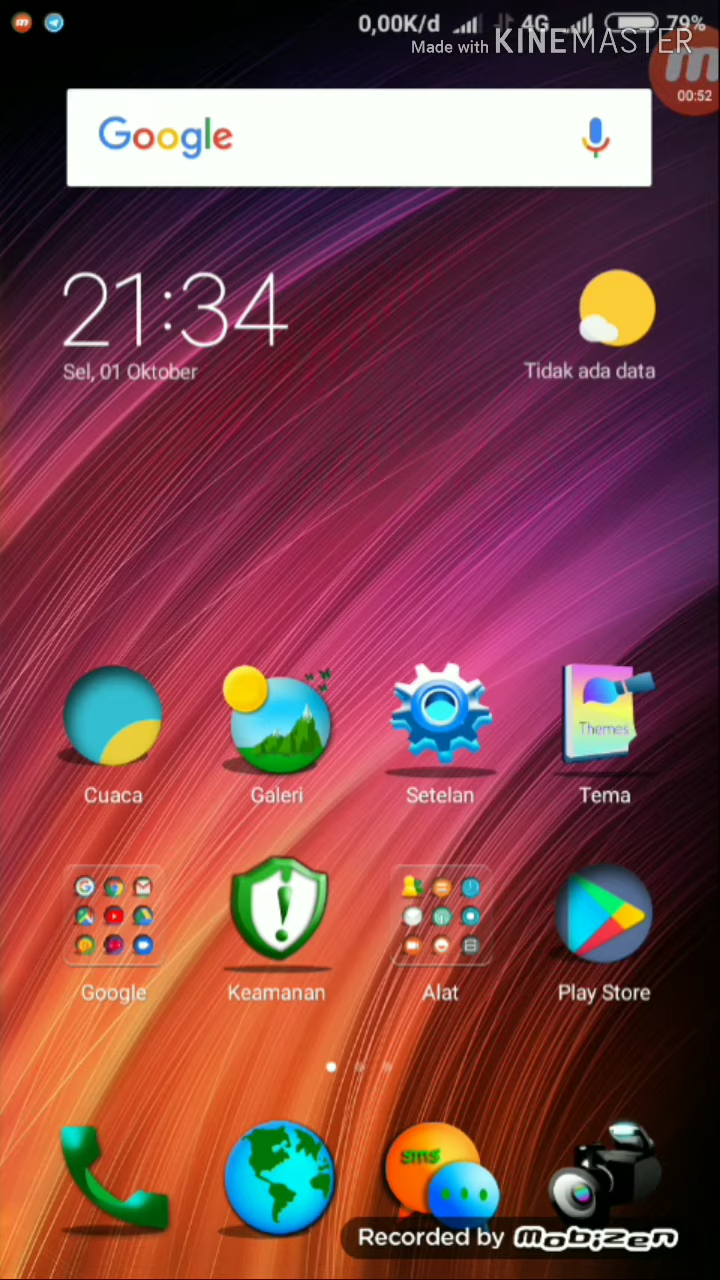 0,00K/d 4G 79%
Made with KINEMASTER
00:52
Google
21:34
Sel, 01 Oktober
Tidak ada data
Themes
Cuaca Galeri Setelan Tema
Google Keamanan Alat Play Store
sms
Recorded by mobizen